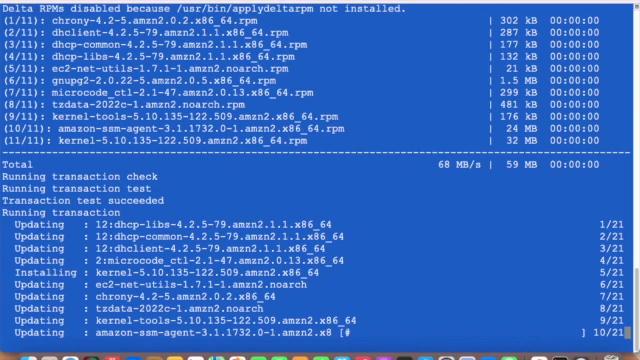 Delta RPMs disabled because /usr/bin/applydeltarpm not installed.
(1/11): chrony-4.2-5.amzn2.0.2.x86_64.rpm | 302 kB 00:00:00
(2/11): dhclient-4.2.5-79.amzn2.1.1.x86_64.rpm | 287 kB 00:00:00
(3/11): dhcp-common-4.2.5-79.amzn2.1.1.x86_64.rpm | 177 kB 00:00:00
(4/11): dhcp-libs-4.2.5-79.amzn2.1.1.x86_64.rpm | 132 kB 00:00:00
(5/11): ec2-net-utils-1.7.1-1.amzn2.noarch.rpm | 21 kB 00:00:00
(6/11): gnupg2-2.0.22-5.amzn2.0.5.x86_64.rpm | 1.5 MB 00:00:00
(7/11): microcode_ctl-2.1-47.amzn2.0.13.x86_64.rpm | 299 kB 00:00:00
(8/11): tzdata-2022c-1.amzn2.noarch.rpm | 481 kB 00:00:00
(9/11): kernel-tools-5.10.135-122.509.amzn2.x86_64.rpm | 176 kB 00:00:00
(10/11): amazon-ssm-agent-3.1.1732.0-1.amzn2.x86_64.rpm | 24 MB 00:00:00
(11/11): kernel-5.10.135-122.509.amzn2.x86_64.rpm | 32 MB 00:00:00
--------------------------------------------------------------------------------
Total 68 MB/s | 59 MB 00:00:00
Running transaction check
Running transaction test
Transaction test succeeded
Running transaction
Updating : 12:dhcp-libs-4.2.5-79.amzn2.1.1.x86_64 1/21
Updating : 12:dhcp-common-4.2.5-79.amzn2.1.1.x86_64 2/21
Updating : 12:dhclient-4.2.5-79.amzn2.1.1.x86_64 3/21
Updating : 2:microcode_ctl-2.1-47.amzn2.0.13.x86_64 4/21
Installing : kernel-5.10.135-122.509.amzn2.x86_64 5/21
Updating : ec2-net-utils-1.7.1-1.amzn2.noarch 6/21
Updating : chrony-4.2-5.amzn2.0.2.x86_64 7/21
Updating : tzdata-2022c-1.amzn2.noarch 8/21
Updating : kernel-tools-5.10.135-122.509.amzn2.x86_64 9/21
Updating : amazon-ssm-agent-3.1.1732.0-1.amzn2.x8 [# ] 10/21